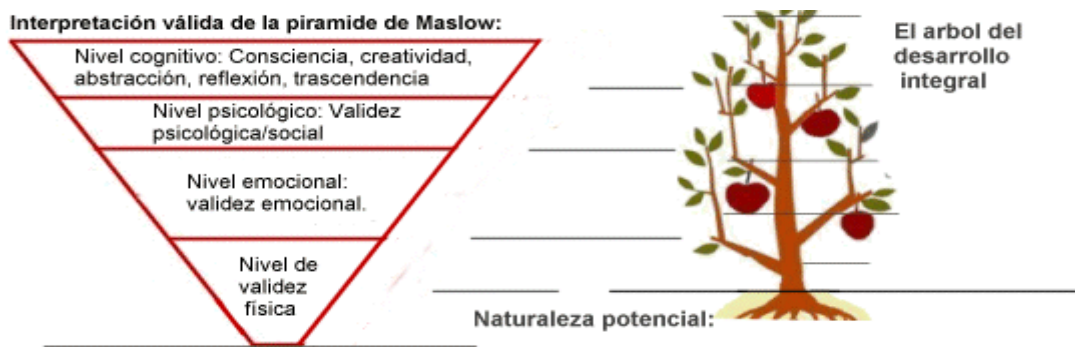 Interpretación válida de la piramide de Maslow:
Nivel cognitivo: Consciencia, creatividad,
abstracción, reflexión, trascendencia
Nivel psicológico: Validez
psicológica/social
Nivel emocional:
validez emocional.
Nivel de
validez
física
El arbol del
desarrollo
integral
Naturaleza potencial: